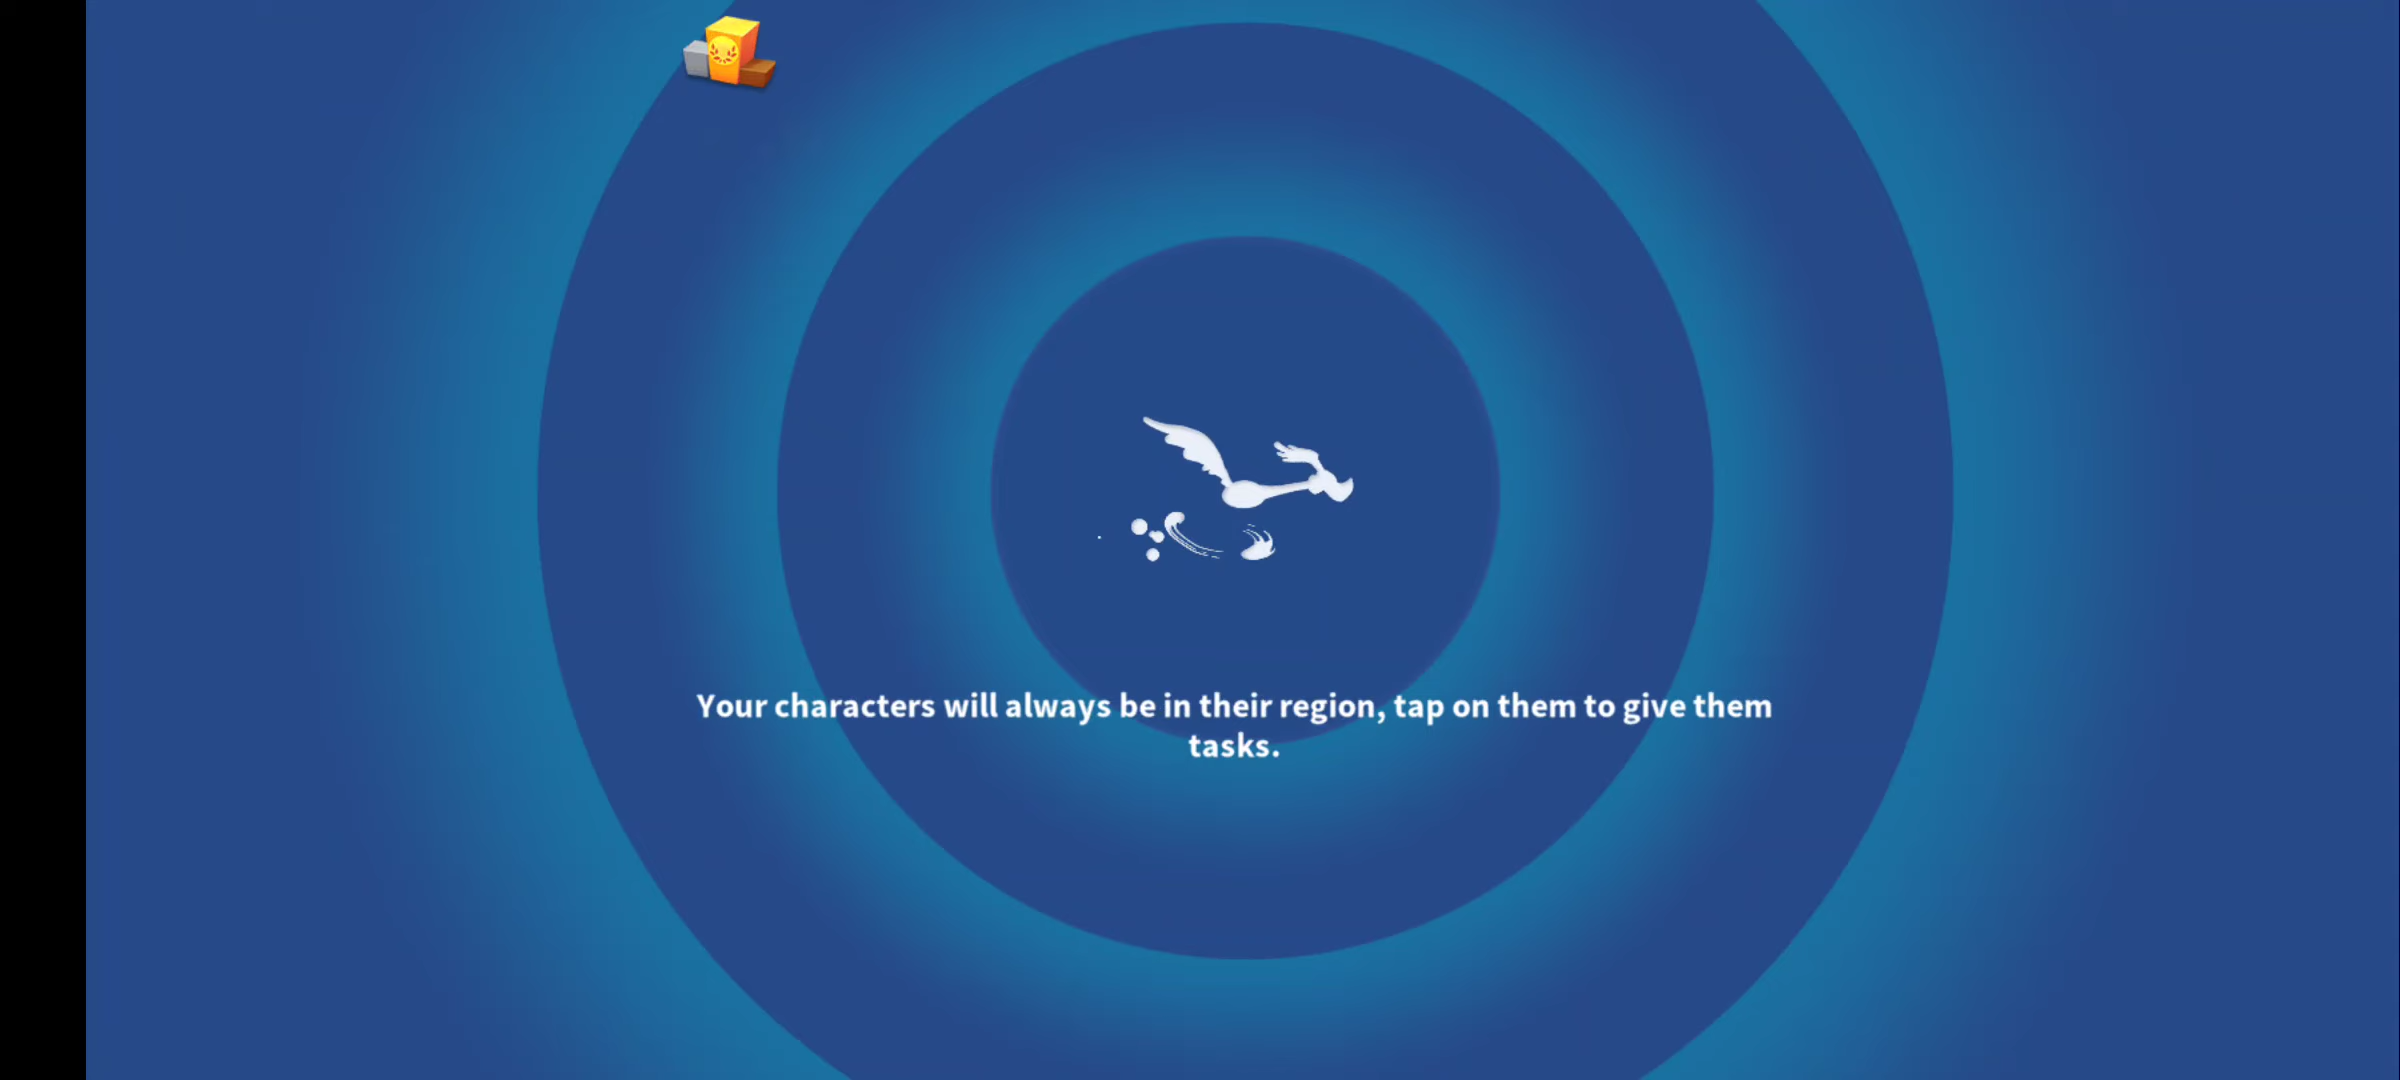 Your characters will always be in their region, tap on them to give them
tasks.